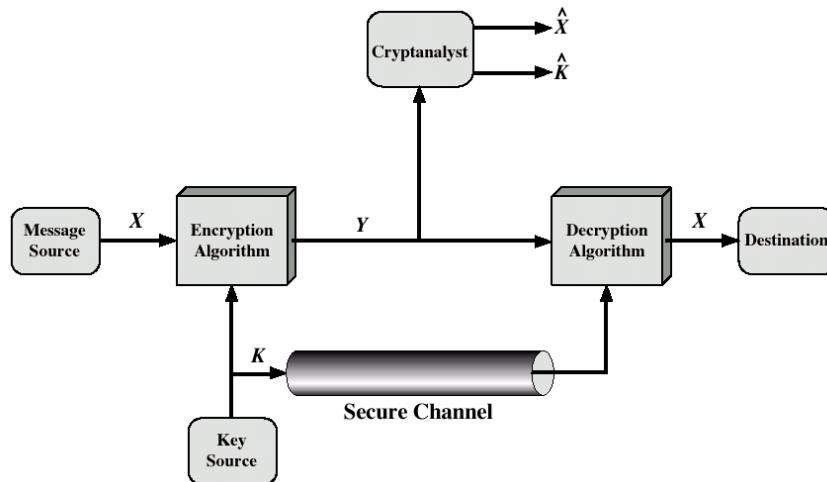 X̂
Cryptanalyst
K̂
X
Y
X
Message
Source
Encryption
Algorithm
Decryption
Algorithm
Destination
K
Secure Channel
Key
Source